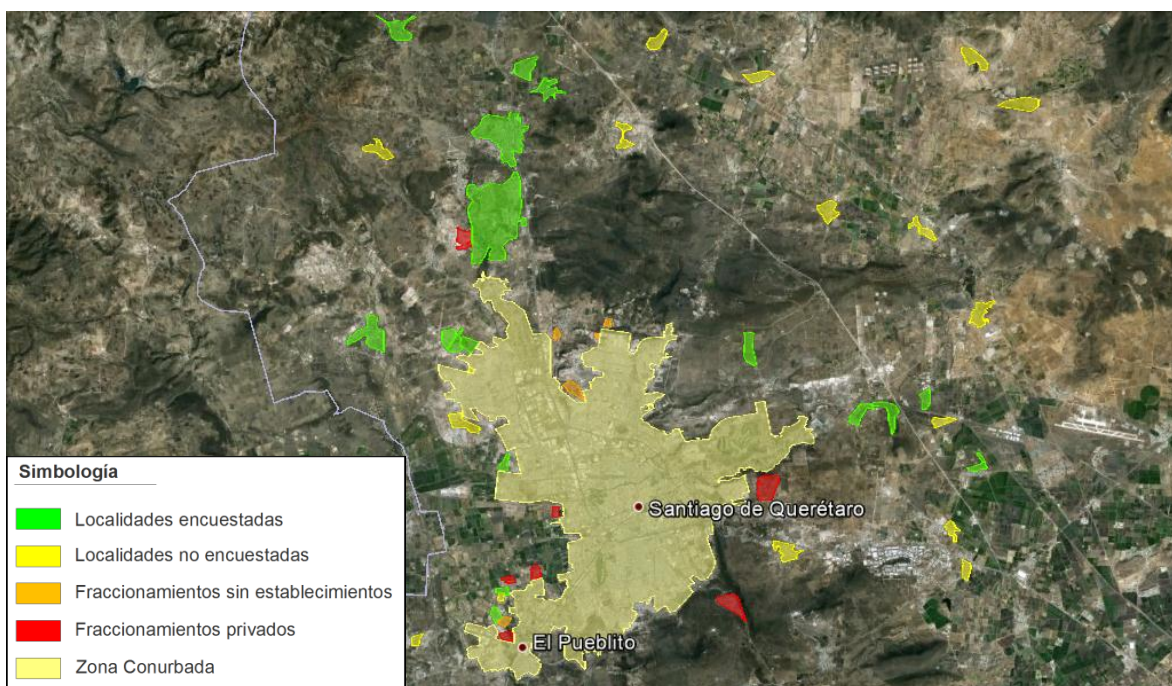 Santiago de Querétaro
El Pueblito
Simbología
Localidades encuestadas
Localidades no encuestadas
Fraccionamientos sin establecimientos
Fraccionamientos privados
Zona Conurbada